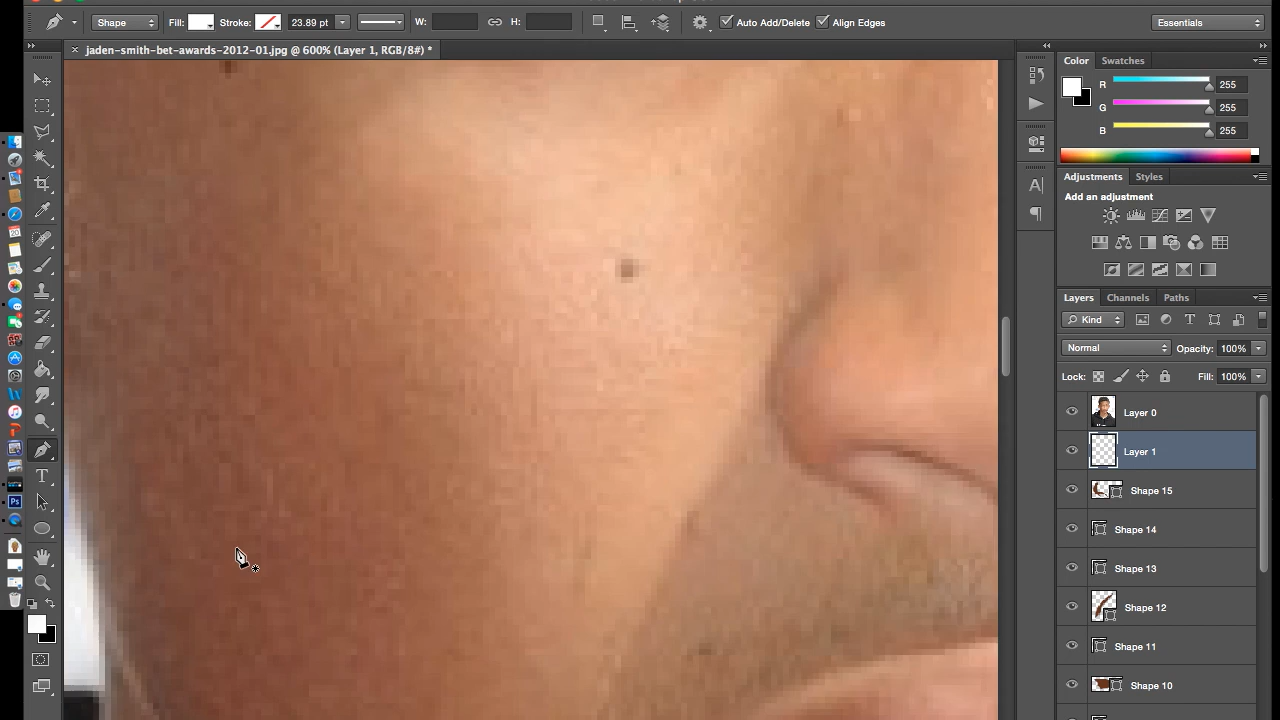 Shape
Fill:
Stroke:
23.89 pt
W:
H:
Auto Add/Delete
Align Edges
Essentials
jaden-smith-bet-awards-2012-01.jpg @ 600% (Layer 1, RGB/8#) *
Color
Swatches
R
255
G
255
B
255
Adjustments
Styles
Add an adjustment
Layers
Channels
Paths
Kind
Normal
Opacity:
100%
Lock:
Fill:
100%
Layer 0
Layer 1
Shape 15
Shape 14
Shape 13
Shape 12
Shape 11
Shape 10